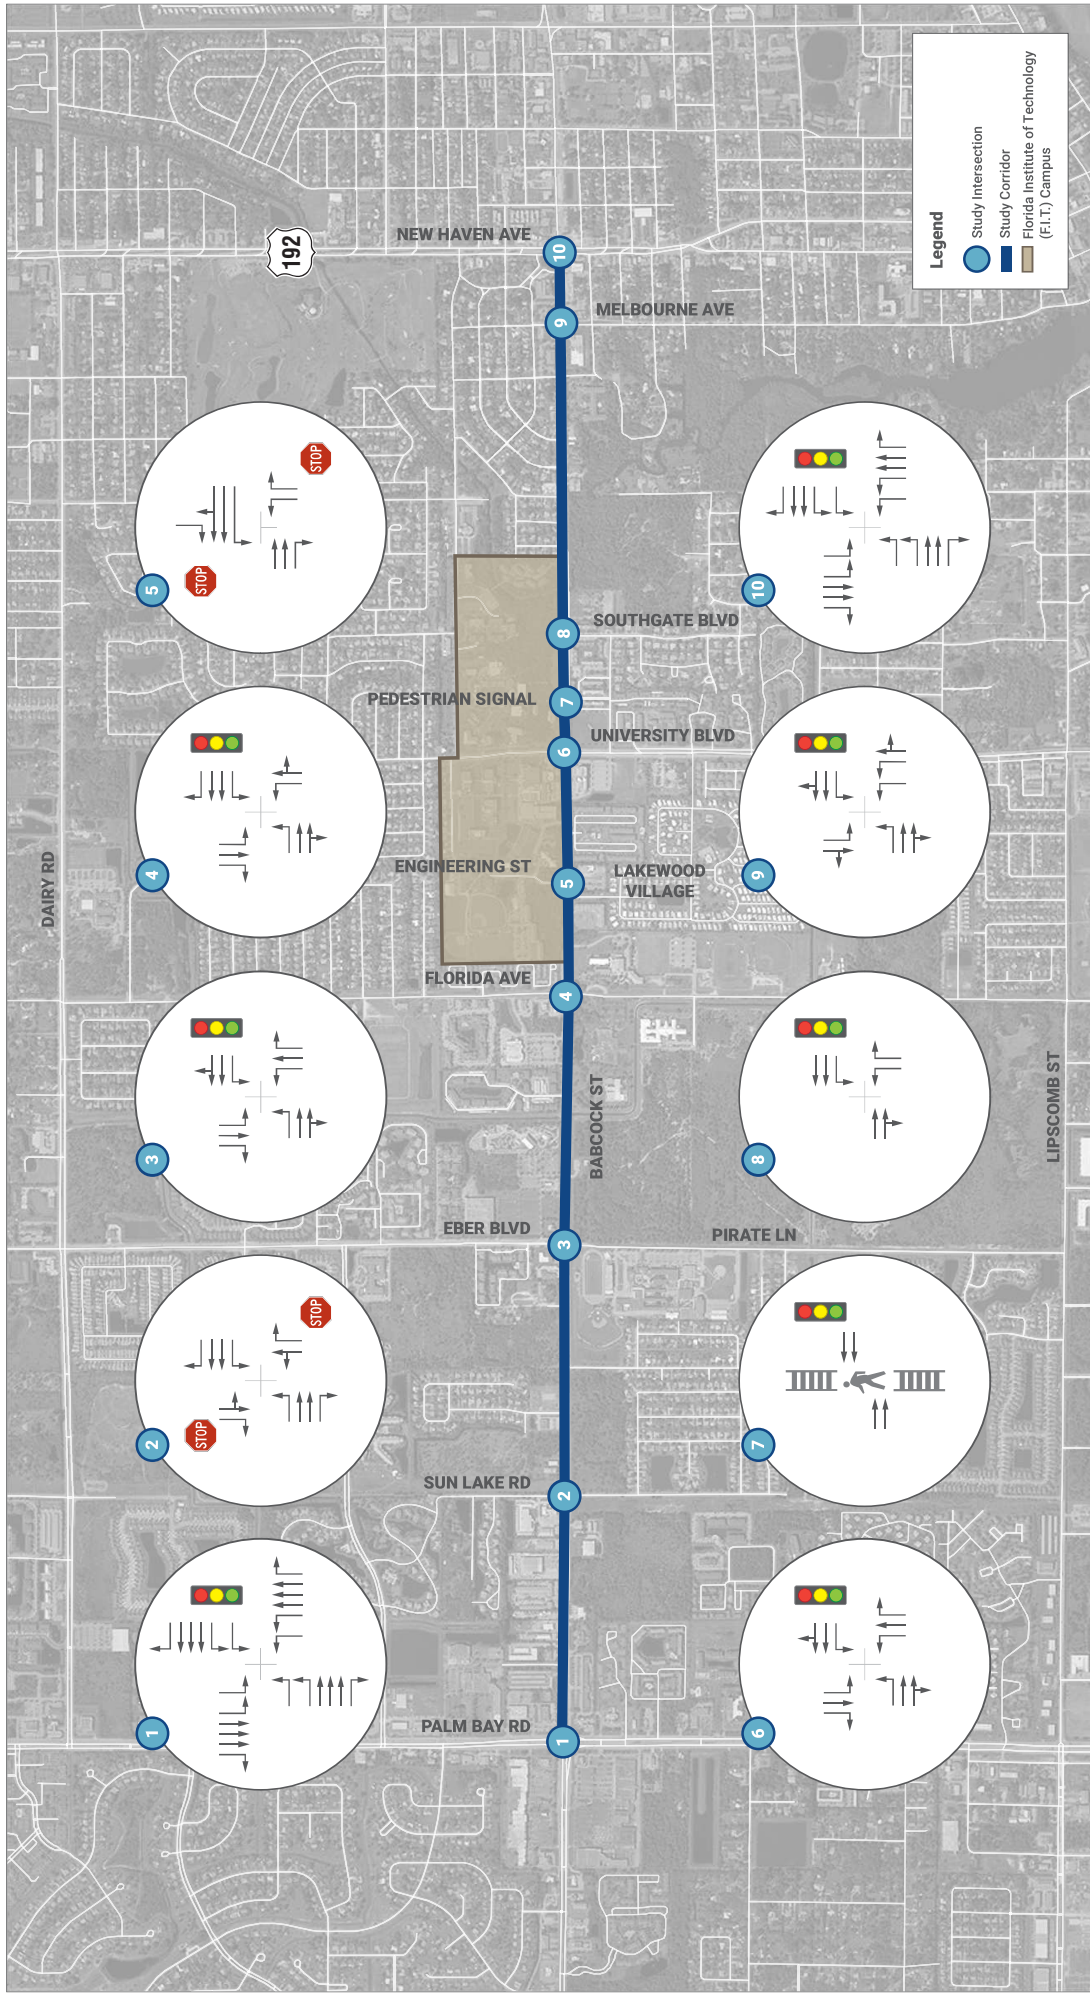 192
NEW HAVEN AVE
10
9
MELBOURNE AVE
Legend
Study Intersection
Study Corridor
Florida Institute of Technology
(F.I.T.) Campus
5
STOP
STOP
10
8
SOUTHGATE BLVD
PEDESTRIAN SIGNAL
7
UNIVERSITY BLVD
6
4
9
DAIRY RD
ENGINEERING ST
5
LAKEWOOD
VILLAGE
FLORIDA AVE
4
3
8
BABCOCK ST
LIPSCOMB ST
EBER BLVD
3
PIRATE LN
2
STOP
STOP
7
SUN LAKE RD
2
1
6
PALM BAY RD
1